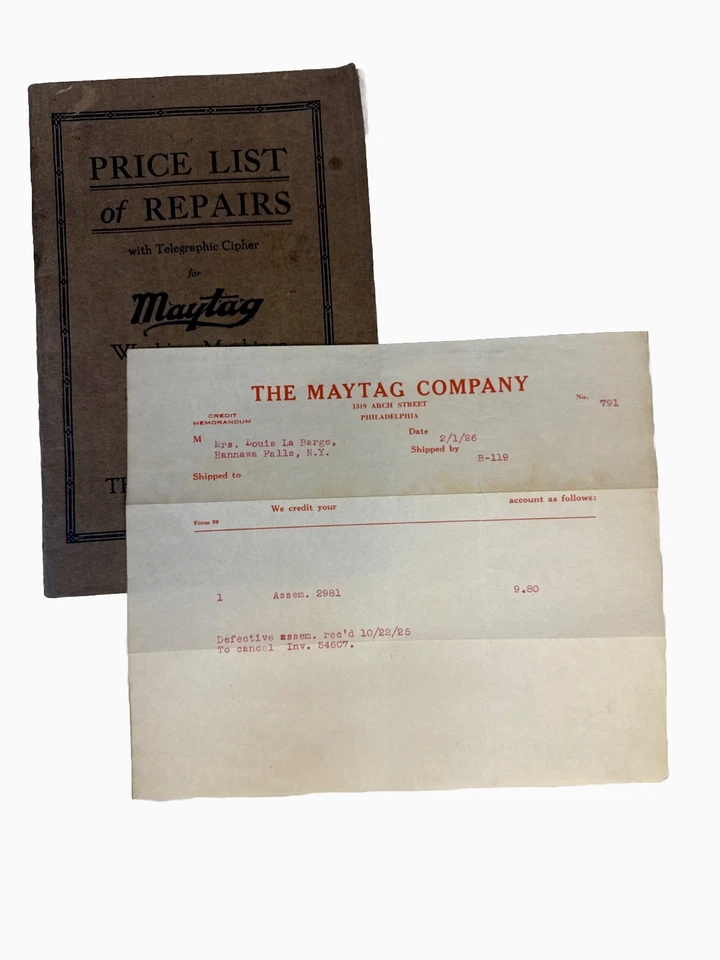 PRICE LIST
of REPAIRS
with Telegraphic Cipher
for
Maytag
THE MAYTAG COMPANY
1319 ARCH STREET
PHILADELPHIA
No. 791
CREDIT
MEMORANDUM
M Mrs. Louis La Barge,
Hannawa Falls, N.Y.
Date 2/1/26
Shipped by
B-119
Shipped to
We credit your account as follows:
Form 89
1 Assem. 2981 9.80
Defective assem. rec'd 10/22/25
To cancel Inv. 54607.